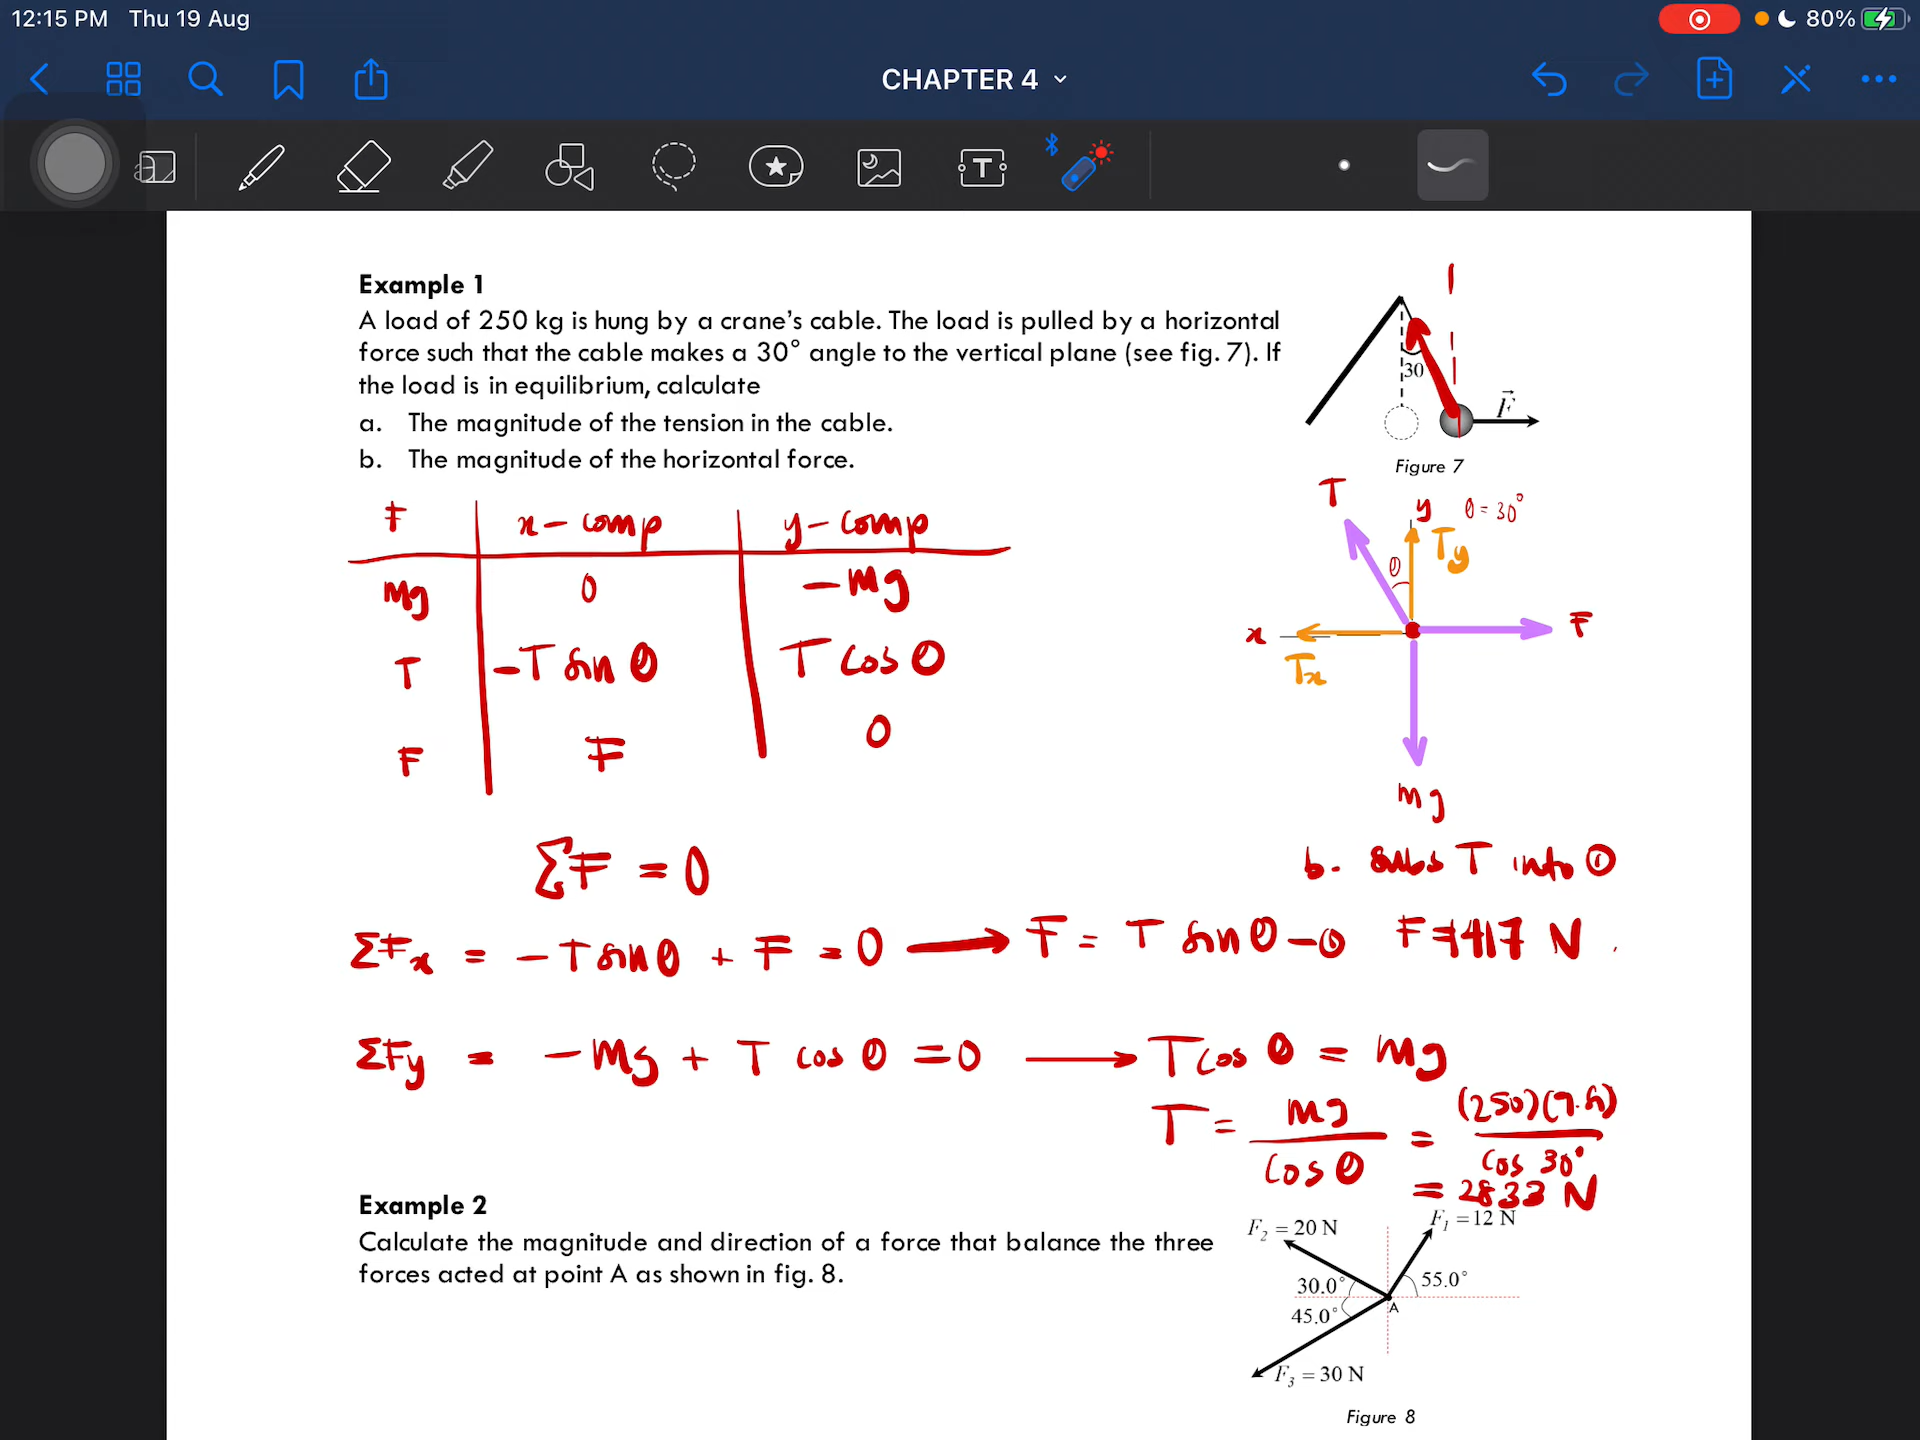 12:15 PM Thu 19 Aug
80%
CHAPTER 4
T
Example 1
A load of 250 kg is hung by a crane's cable. The load is pulled by a horizontal
force such that the cable makes a 30° angle to the vertical plane (see fig. 7). If
the load is in equilibrium, calculate
a. The magnitude of the tension in the cable.
b. The magnitude of the horizontal force.
30
F
Figure 7
F x-comp y-comp
Mg 0 -mg
T -T sin θ T cos θ
F F 0
T y θ = 30°
Ty
θ
x F
Tx
mg
ΣF = 0
b. subs T into ①
ΣFx = -T sin θ + F = 0 → F = T sin θ -① F = 1417 N.
ΣFy = -Mg + T cos θ = 0 → T cos θ = mg
T = mg / cos θ = (250)(9.81) / cos 30°
= 2833 N
Example 2
Calculate the magnitude and direction of a force that balance the three
forces acted at point A as shown in fig. 8.
F2 = 20 N
F1 = 12 N
30.0°
55.0°
45.0°
A
F3 = 30 N
Figure 8